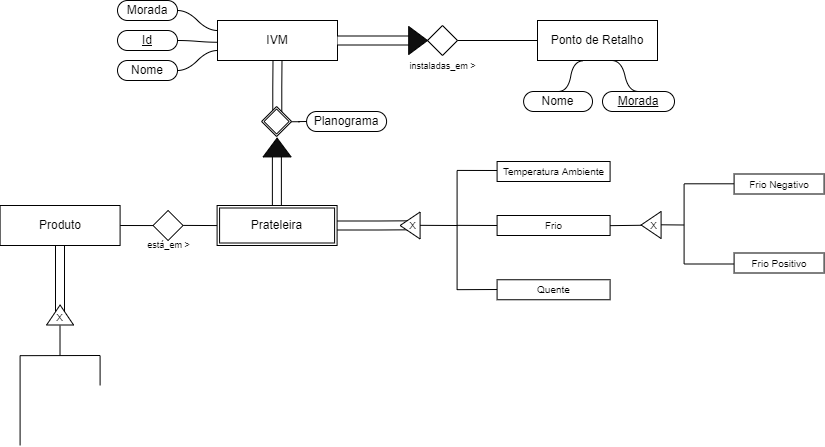 Morada
Id
Nome
IVM
instaladas_em >
Ponto de Retalho
Nome
Morada
Planograma
Produto
está_em >
Prateleira
X
Temperatura Ambiente
Frio
Quente
X
Frio Negativo
Frio Positivo
X